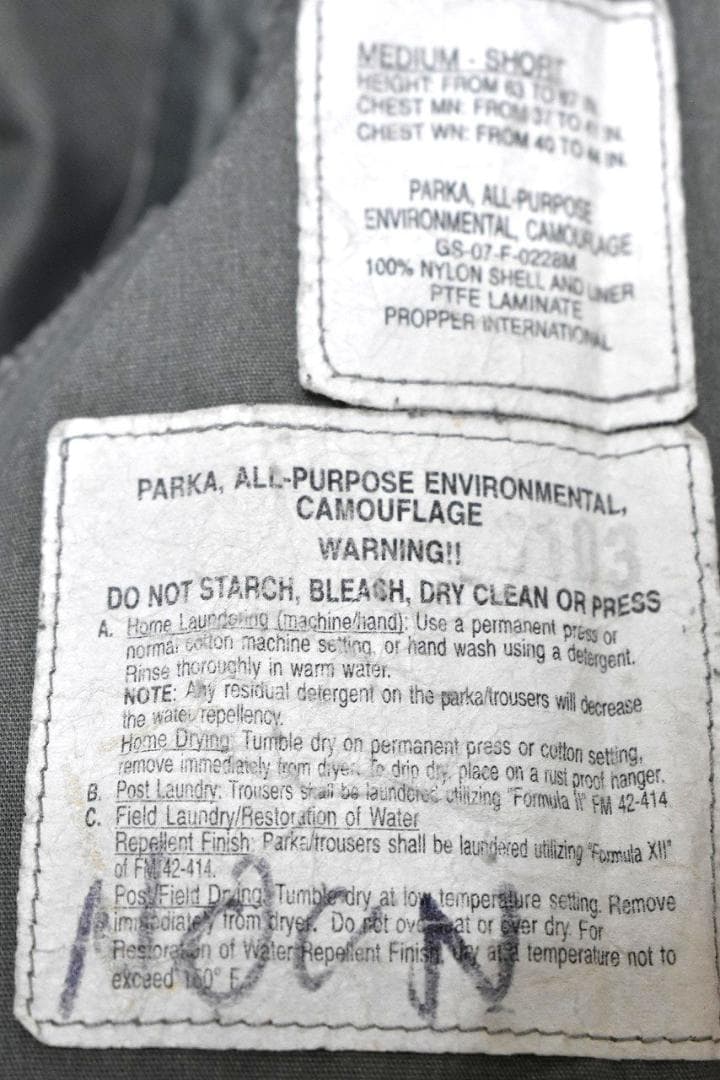 MEDIUM - SHORT
HEIGHT: FROM 63 TO 67 IN.
CHEST MN: FROM 37 TO 41 IN.
CHEST WN: FROM 40 TO IN.
PARKA, ALL-PURPOSE
ENVIRONMENTAL, CAMOUFLAGE
GS-07-F-0228M
100% NYLON SHELL AND LINER
PTFE LAMINATE
PROPPER INTERNATIONAL
PARKA, ALL-PURPOSE ENVIRONMENTAL,
CAMOUFLAGE
WARNING!!
DO NOT STARCH, BLEACH, DRY CLEAN OR PRESS
A. Home Laundering (machine/hand): Use a permanent press or
normal cotton machine setting, or hand wash using a detergent.
Rinse thoroughly in warm water.
NOTE: Any residual detergent on the parka/trousers will decrease
the water repellency.
Home Drying: Tumble dry on permanent press or cotton setting,
remove immediately from dryer. To drip dry, place on a rust proof hanger.
B. Post Laundry: Trousers shall be laundered utilizing "Formula II" FM 42-414
C. Field Laundry/Restoration of Water
Repellent Finish: Parka/trousers shall be laundered utilizing "Formula XII"
of FM 42-414.
Post/Field Drying: Tumble dry at low temperature setting. Remove
immediately from dryer. Do not overheat or over dry. For
Restoration of Water Repellent Finish, dry at a temperature not to
exceed ° F.